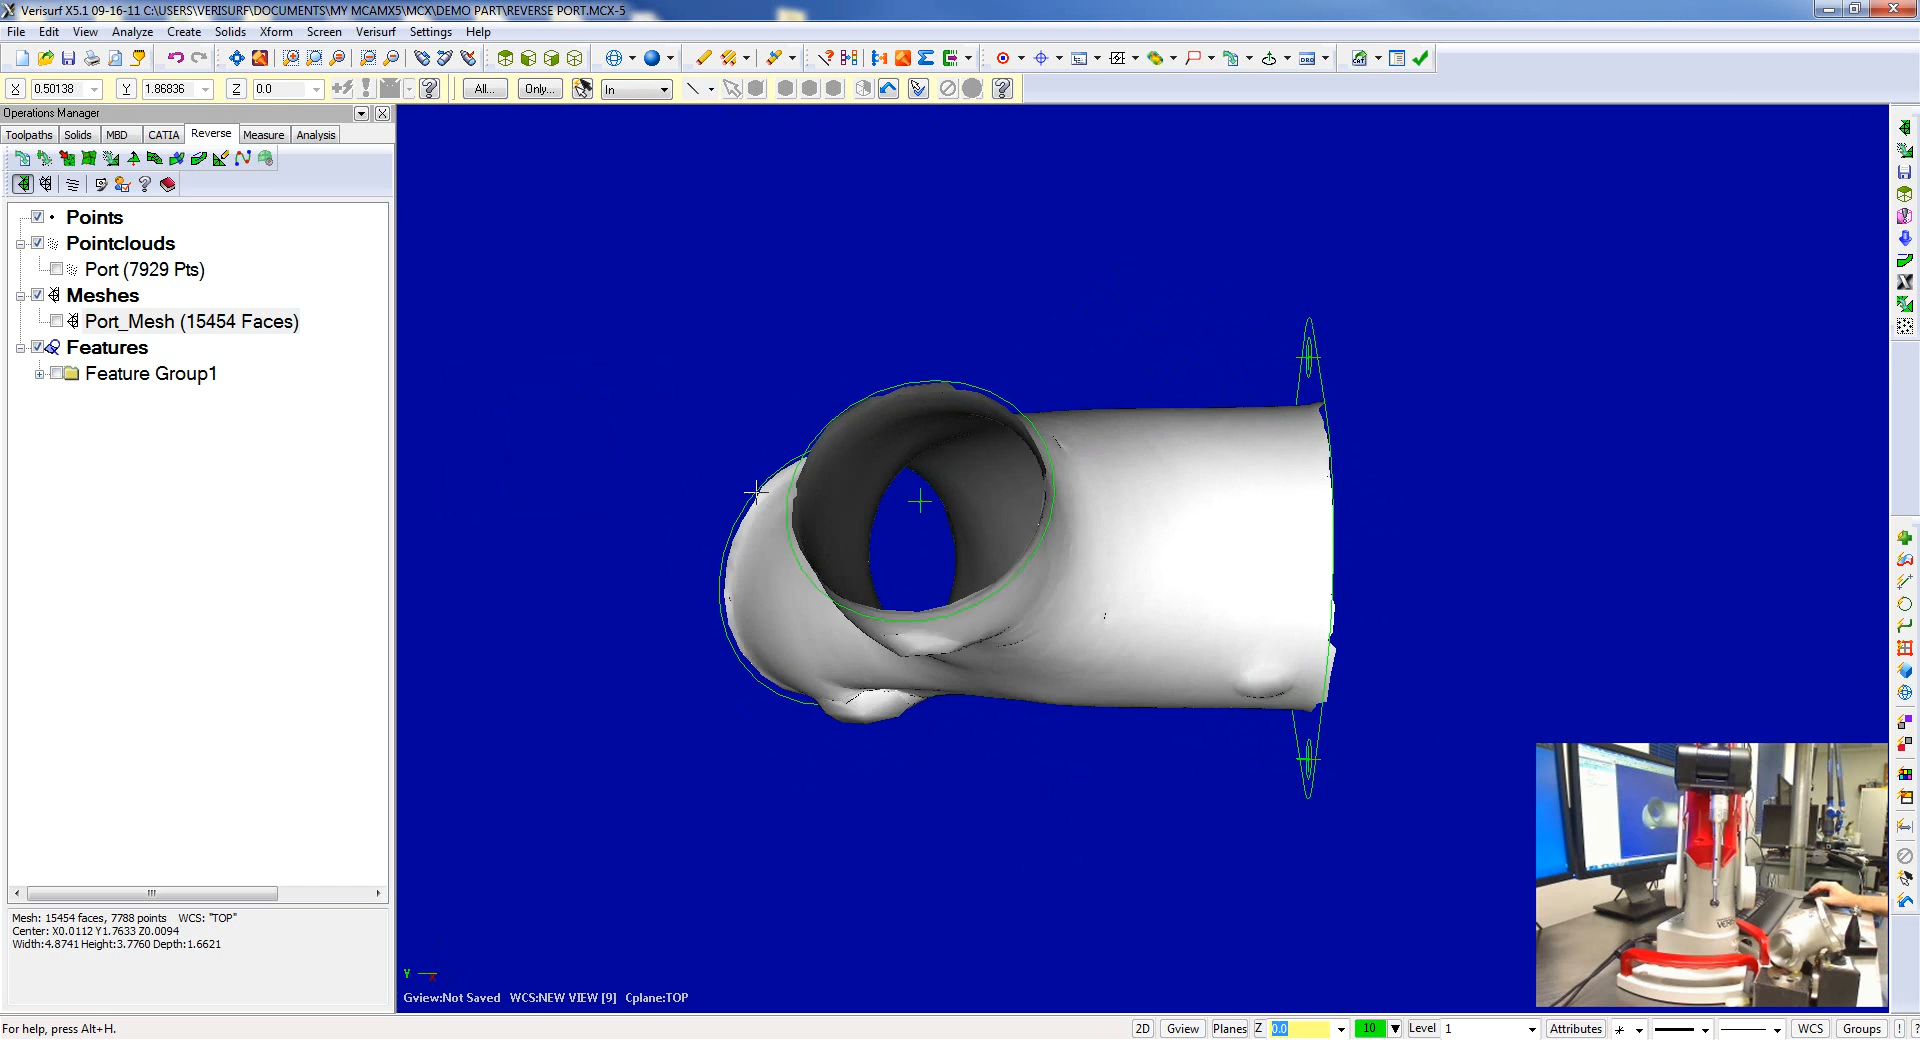 Verisurf X5.1 09-16-11 C:\USERS\VERISURF\DOCUMENTS\MY MCAMX5\MCX\DEMO PART\REVERSE PORT.MCX-5
File Edit View Analyze Create Solids Xform Screen Verisurf Settings Help
X 0.50138 Y 1.86836 Z 0.0 All... Only... In
Operations Manager
Toolpaths Solids MBD CATIA Reverse Measure Analysis
Points
Pointclouds
Port (7929 Pts)
Meshes
Port_Mesh (15454 Faces)
Features
Feature Group1
Mesh: 15454 faces, 7788 points WCS: "TOP"
Center: X0.0112 Y1.7633 Z0.0094
Width:4.8741 Height:3.7760 Depth:1.6621
Y
Gview:Not Saved WCS:NEW VIEW [9] Cplane:TOP
For help, press Alt+H.
2D Gview Planes Z 0.0 10 Level 1 Attributes WCS Groups ! ?